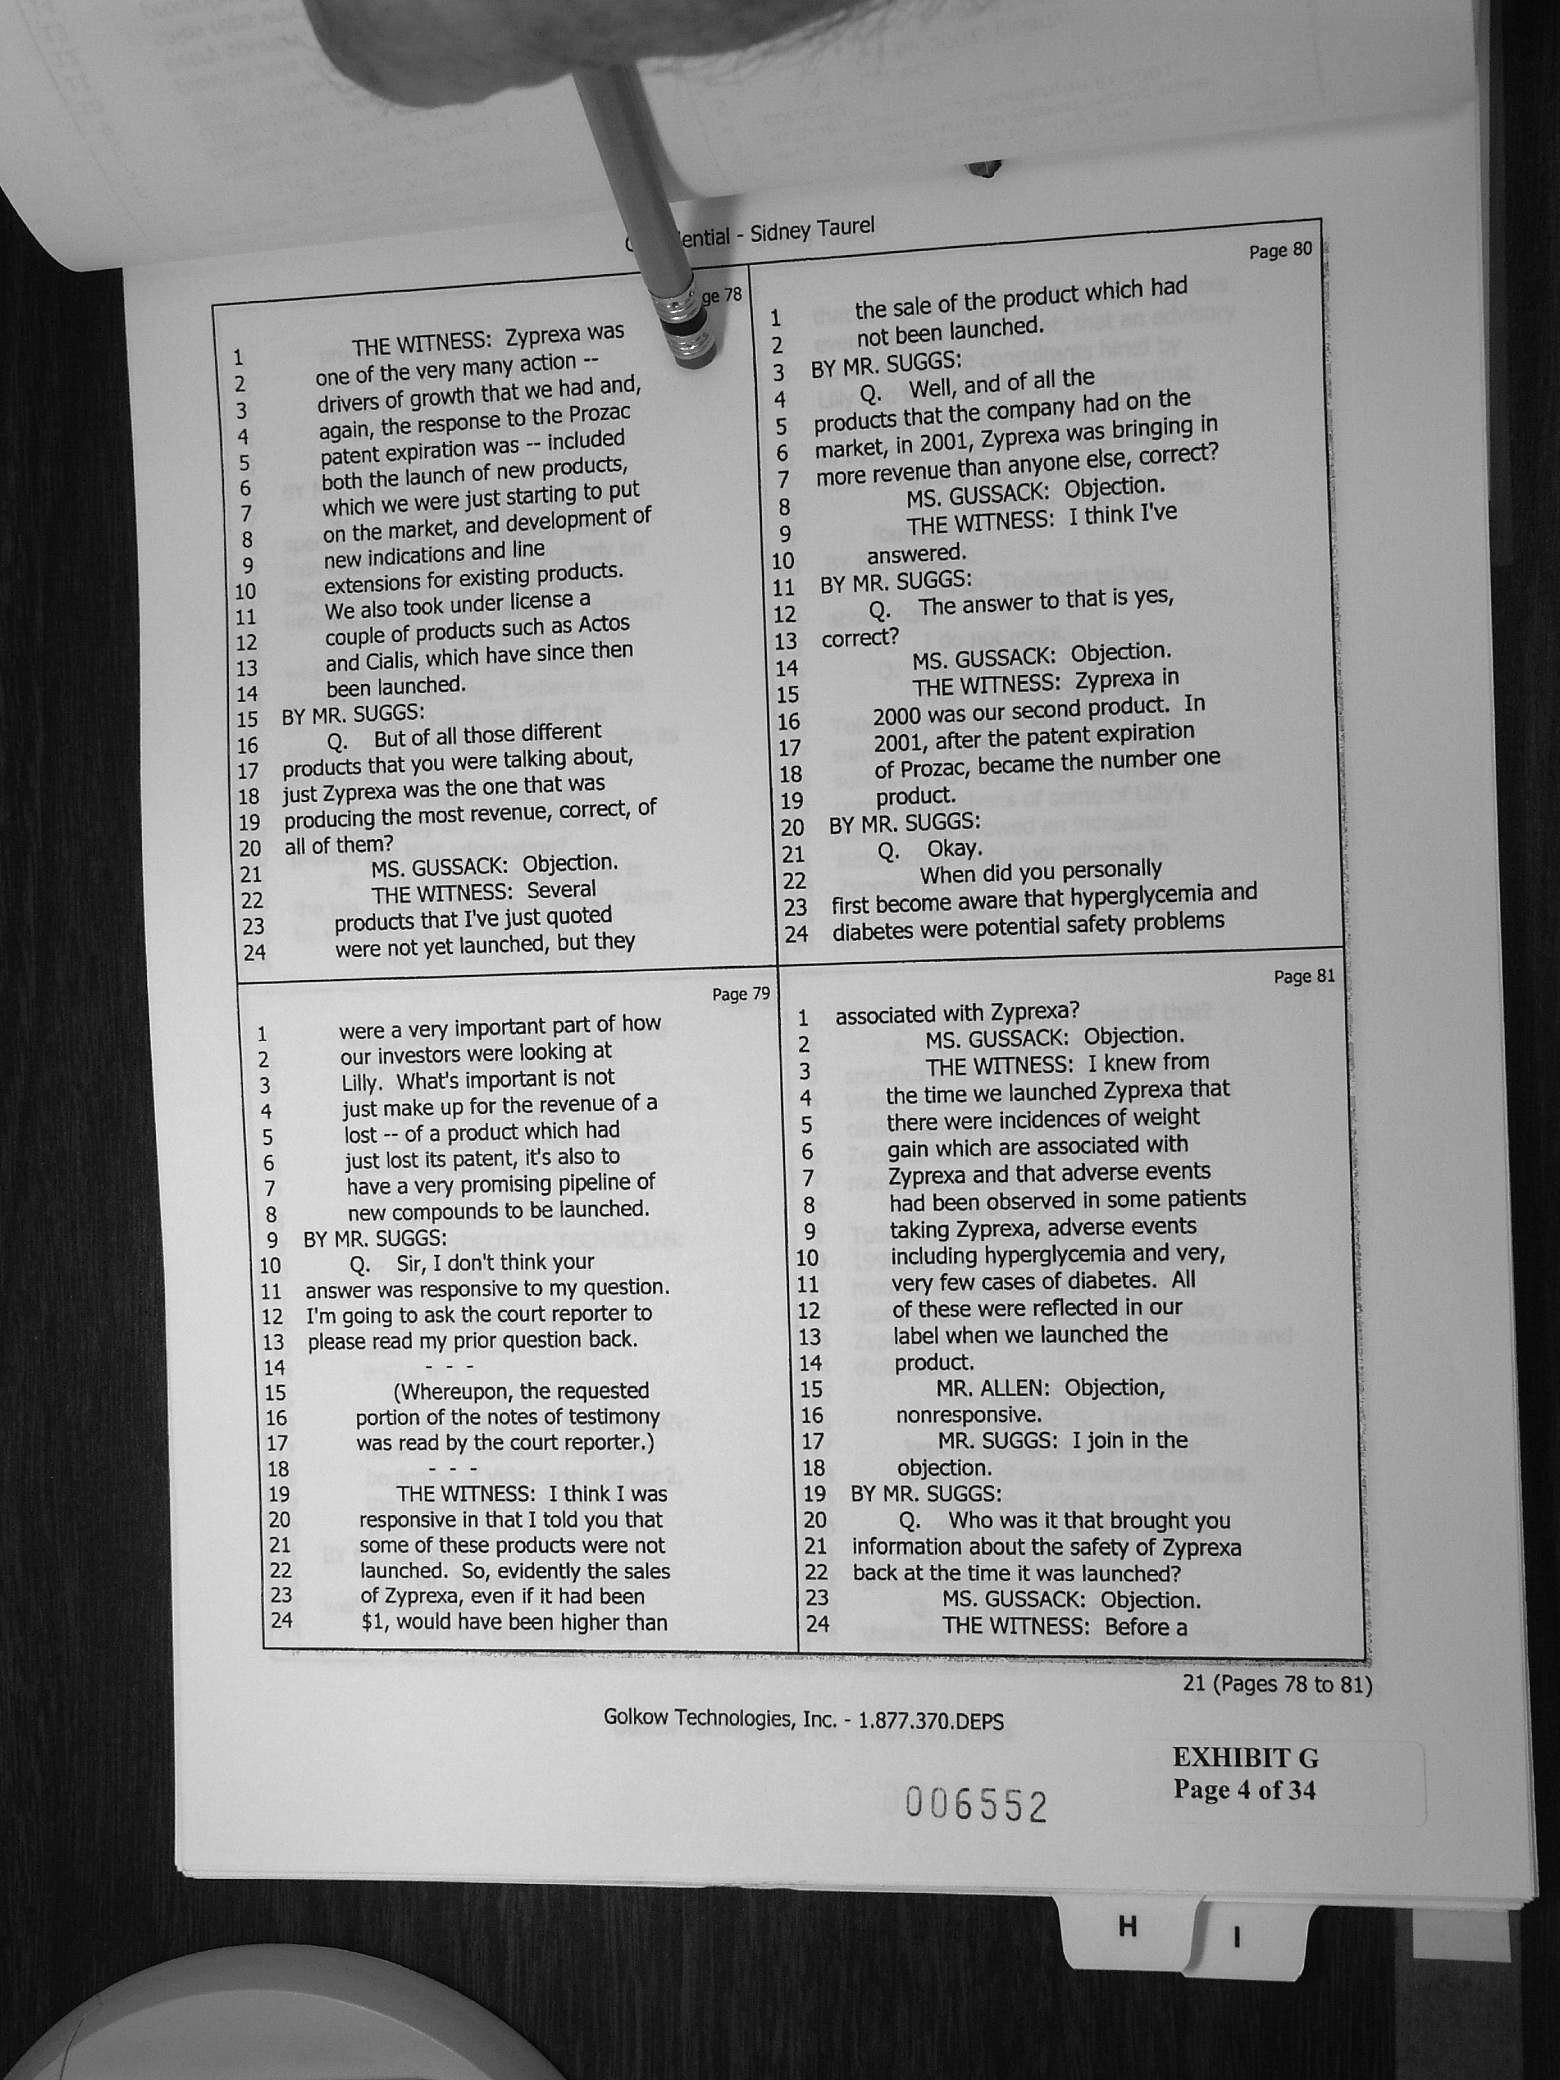 ential - Sidney Taurel
ge 78
1 THE WITNESS: Zyprexa was
2 one of the very many action --
3 drivers of growth that we had and,
4 again, the response to the Prozac
5 patent expiration was -- included
6 both the launch of new products,
7 which we were just starting to put
8 on the market, and development of
9 new indications and line
10 extensions for existing products.
11 We also took under license a
12 couple of products such as Actos
13 and Cialis, which have since then
14 been launched.
15 BY MR. SUGGS:
16 Q. But of all those different
17 products that you were talking about,
18 just Zyprexa was the one that was
19 producing the most revenue, correct, of
20 all of them?
21 MS. GUSSACK: Objection.
22 THE WITNESS: Several
23 products that I've just quoted
24 were not yet launched, but they
Page 79
1 were a very important part of how
2 our investors were looking at
3 Lilly. What's important is not
4 just make up for the revenue of a
5 lost -- of a product which had
6 just lost its patent, it's also to
7 have a very promising pipeline of
8 new compounds to be launched.
9 BY MR. SUGGS:
10 Q. Sir, I don't think your
11 answer was responsive to my question.
12 I'm going to ask the court reporter to
13 please read my prior question back.
14 - - -
15 (Whereupon, the requested
16 portion of the notes of testimony
17 was read by the court reporter.)
18 - - -
19 THE WITNESS: I think I was
20 responsive in that I told you that
21 some of these products were not
22 launched. So, evidently the sales
23 of Zyprexa, even if it had been
24 $1, would have been higher than
Page 80
1 the sale of the product which had
2 not been launched.
3 BY MR. SUGGS:
4 Q. Well, and of all the
5 products that the company had on the
6 market, in 2001, Zyprexa was bringing in
7 more revenue than anyone else, correct?
8 MS. GUSSACK: Objection.
9 THE WITNESS: I think I've
10 answered.
11 BY MR. SUGGS:
12 Q. The answer to that is yes,
13 correct?
14 MS. GUSSACK: Objection.
15 THE WITNESS: Zyprexa in
16 2000 was our second product. In
17 2001, after the patent expiration
18 of Prozac, became the number one
19 product.
20 BY MR. SUGGS:
21 Q. Okay.
22 When did you personally
23 first become aware that hyperglycemia and
24 diabetes were potential safety problems
Page 81
1 associated with Zyprexa?
2 MS. GUSSACK: Objection.
3 THE WITNESS: I knew from
4 the time we launched Zyprexa that
5 there were incidences of weight
6 gain which are associated with
7 Zyprexa and that adverse events
8 had been observed in some patients
9 taking Zyprexa, adverse events
10 including hyperglycemia and very,
11 very few cases of diabetes. All
12 of these were reflected in our
13 label when we launched the
14 product.
15 MR. ALLEN: Objection,
16 nonresponsive.
17 MR. SUGGS: I join in the
18 objection.
19 BY MR. SUGGS:
20 Q. Who was it that brought you
21 information about the safety of Zyprexa
22 back at the time it was launched?
23 MS. GUSSACK: Objection.
24 THE WITNESS: Before a
21 (Pages 78 to 81)
Golkow Technologies, Inc. - 1.877.370.DEPS
EXHIBIT G
Page 4 of 34
006552
H
I